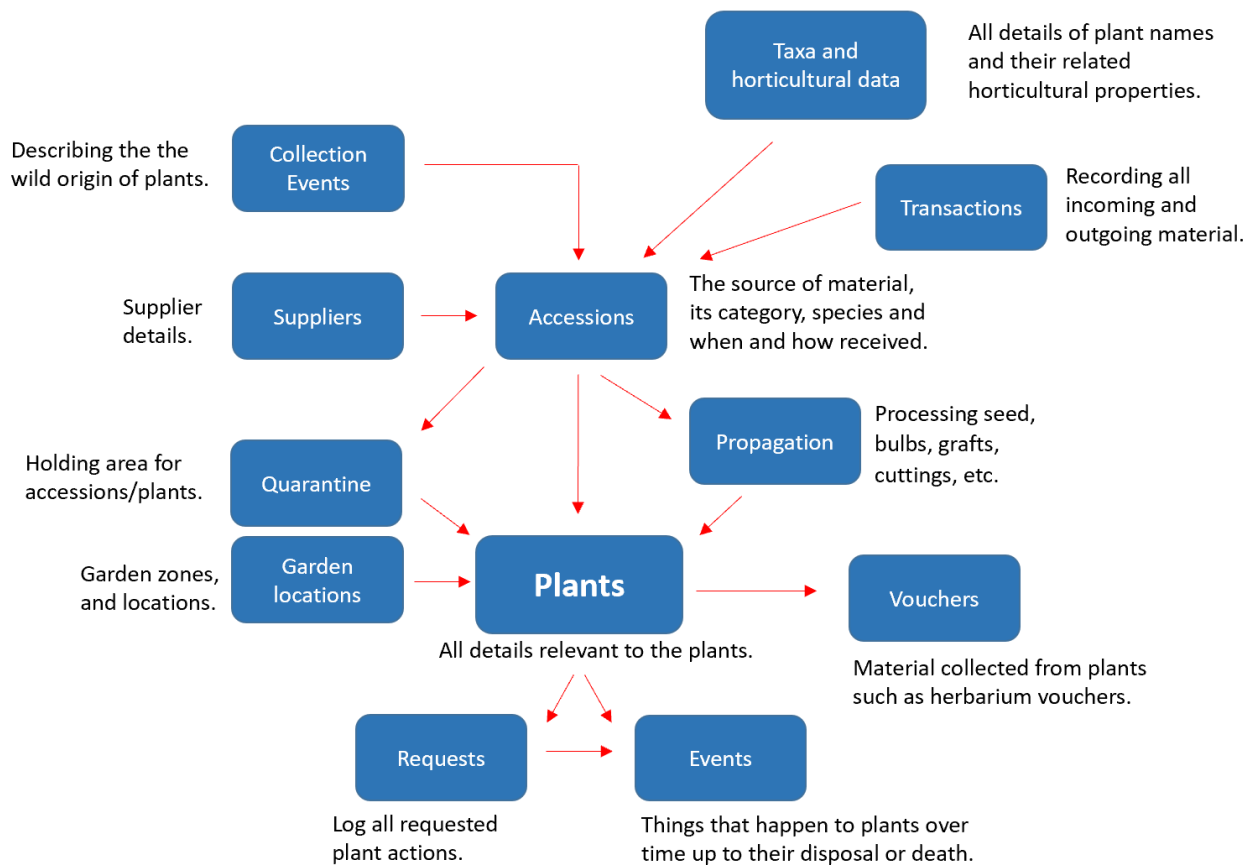 Taxa and
horticultural data
All details of plant names
and their related
horticultural properties.
Describing the the
wild origin of plants.
Collection
Events
Transactions
Recording all
incoming and
outgoing material.
Supplier
details.
Suppliers
Accessions
The source of material,
its category, species and
when and how received.
Holding area for
accessions/plants.
Quarantine
Propagation
Processing seed,
bulbs, grafts,
cuttings, etc.
Garden zones,
and locations.
Garden
locations
Plants
All details relevant to the plants.
Vouchers
Material collected from plants
such as herbarium vouchers.
Requests
Log all requested
plant actions.
Events
Things that happen to plants over
time up to their disposal or death.